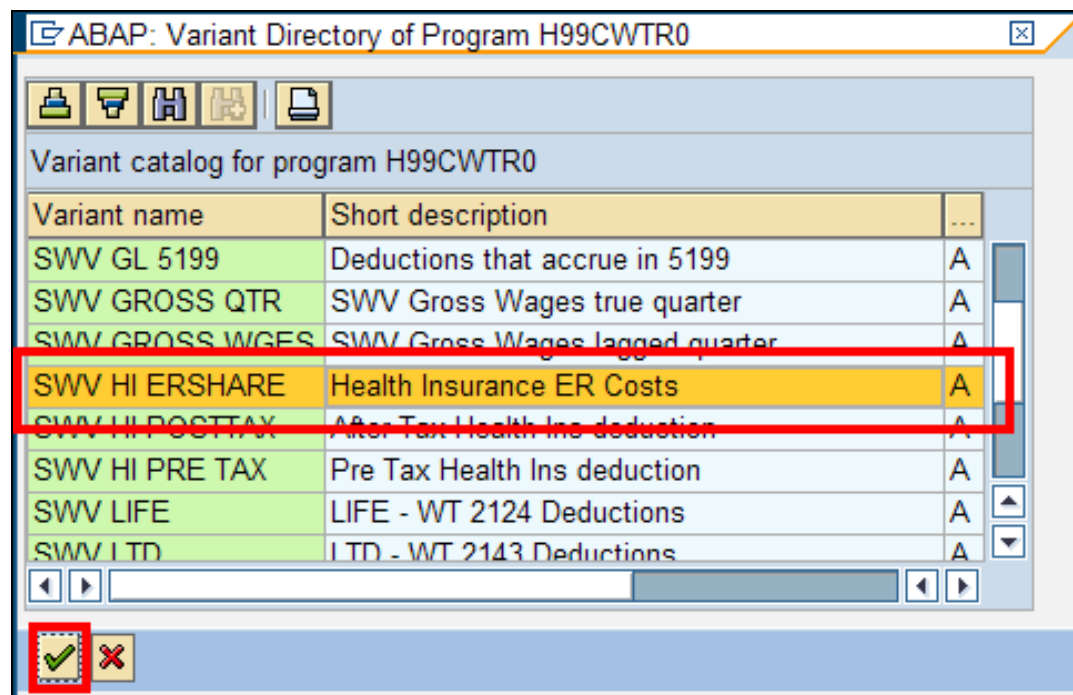 ABAP: Variant Directory of Program H99CWTR0
Variant catalog for program H99CWTR0
Variant name Short description ...
SWV GL 5199 Deductions that accrue in 5199 A
SWV GROSS QTR SWV Gross Wages true quarter A
SWV GROSS WGES SWV Gross Wages lagged quarter A
SWV HI ERSHARE Health Insurance ER Costs A
SWV HI POSTTAX After Tax Health Ins deduction A
SWV HI PRE TAX Pre Tax Health Ins deduction A
SWV LIFE LIFE - WT 2124 Deductions A
SWV LTD LTD - WT 2143 Deductions A